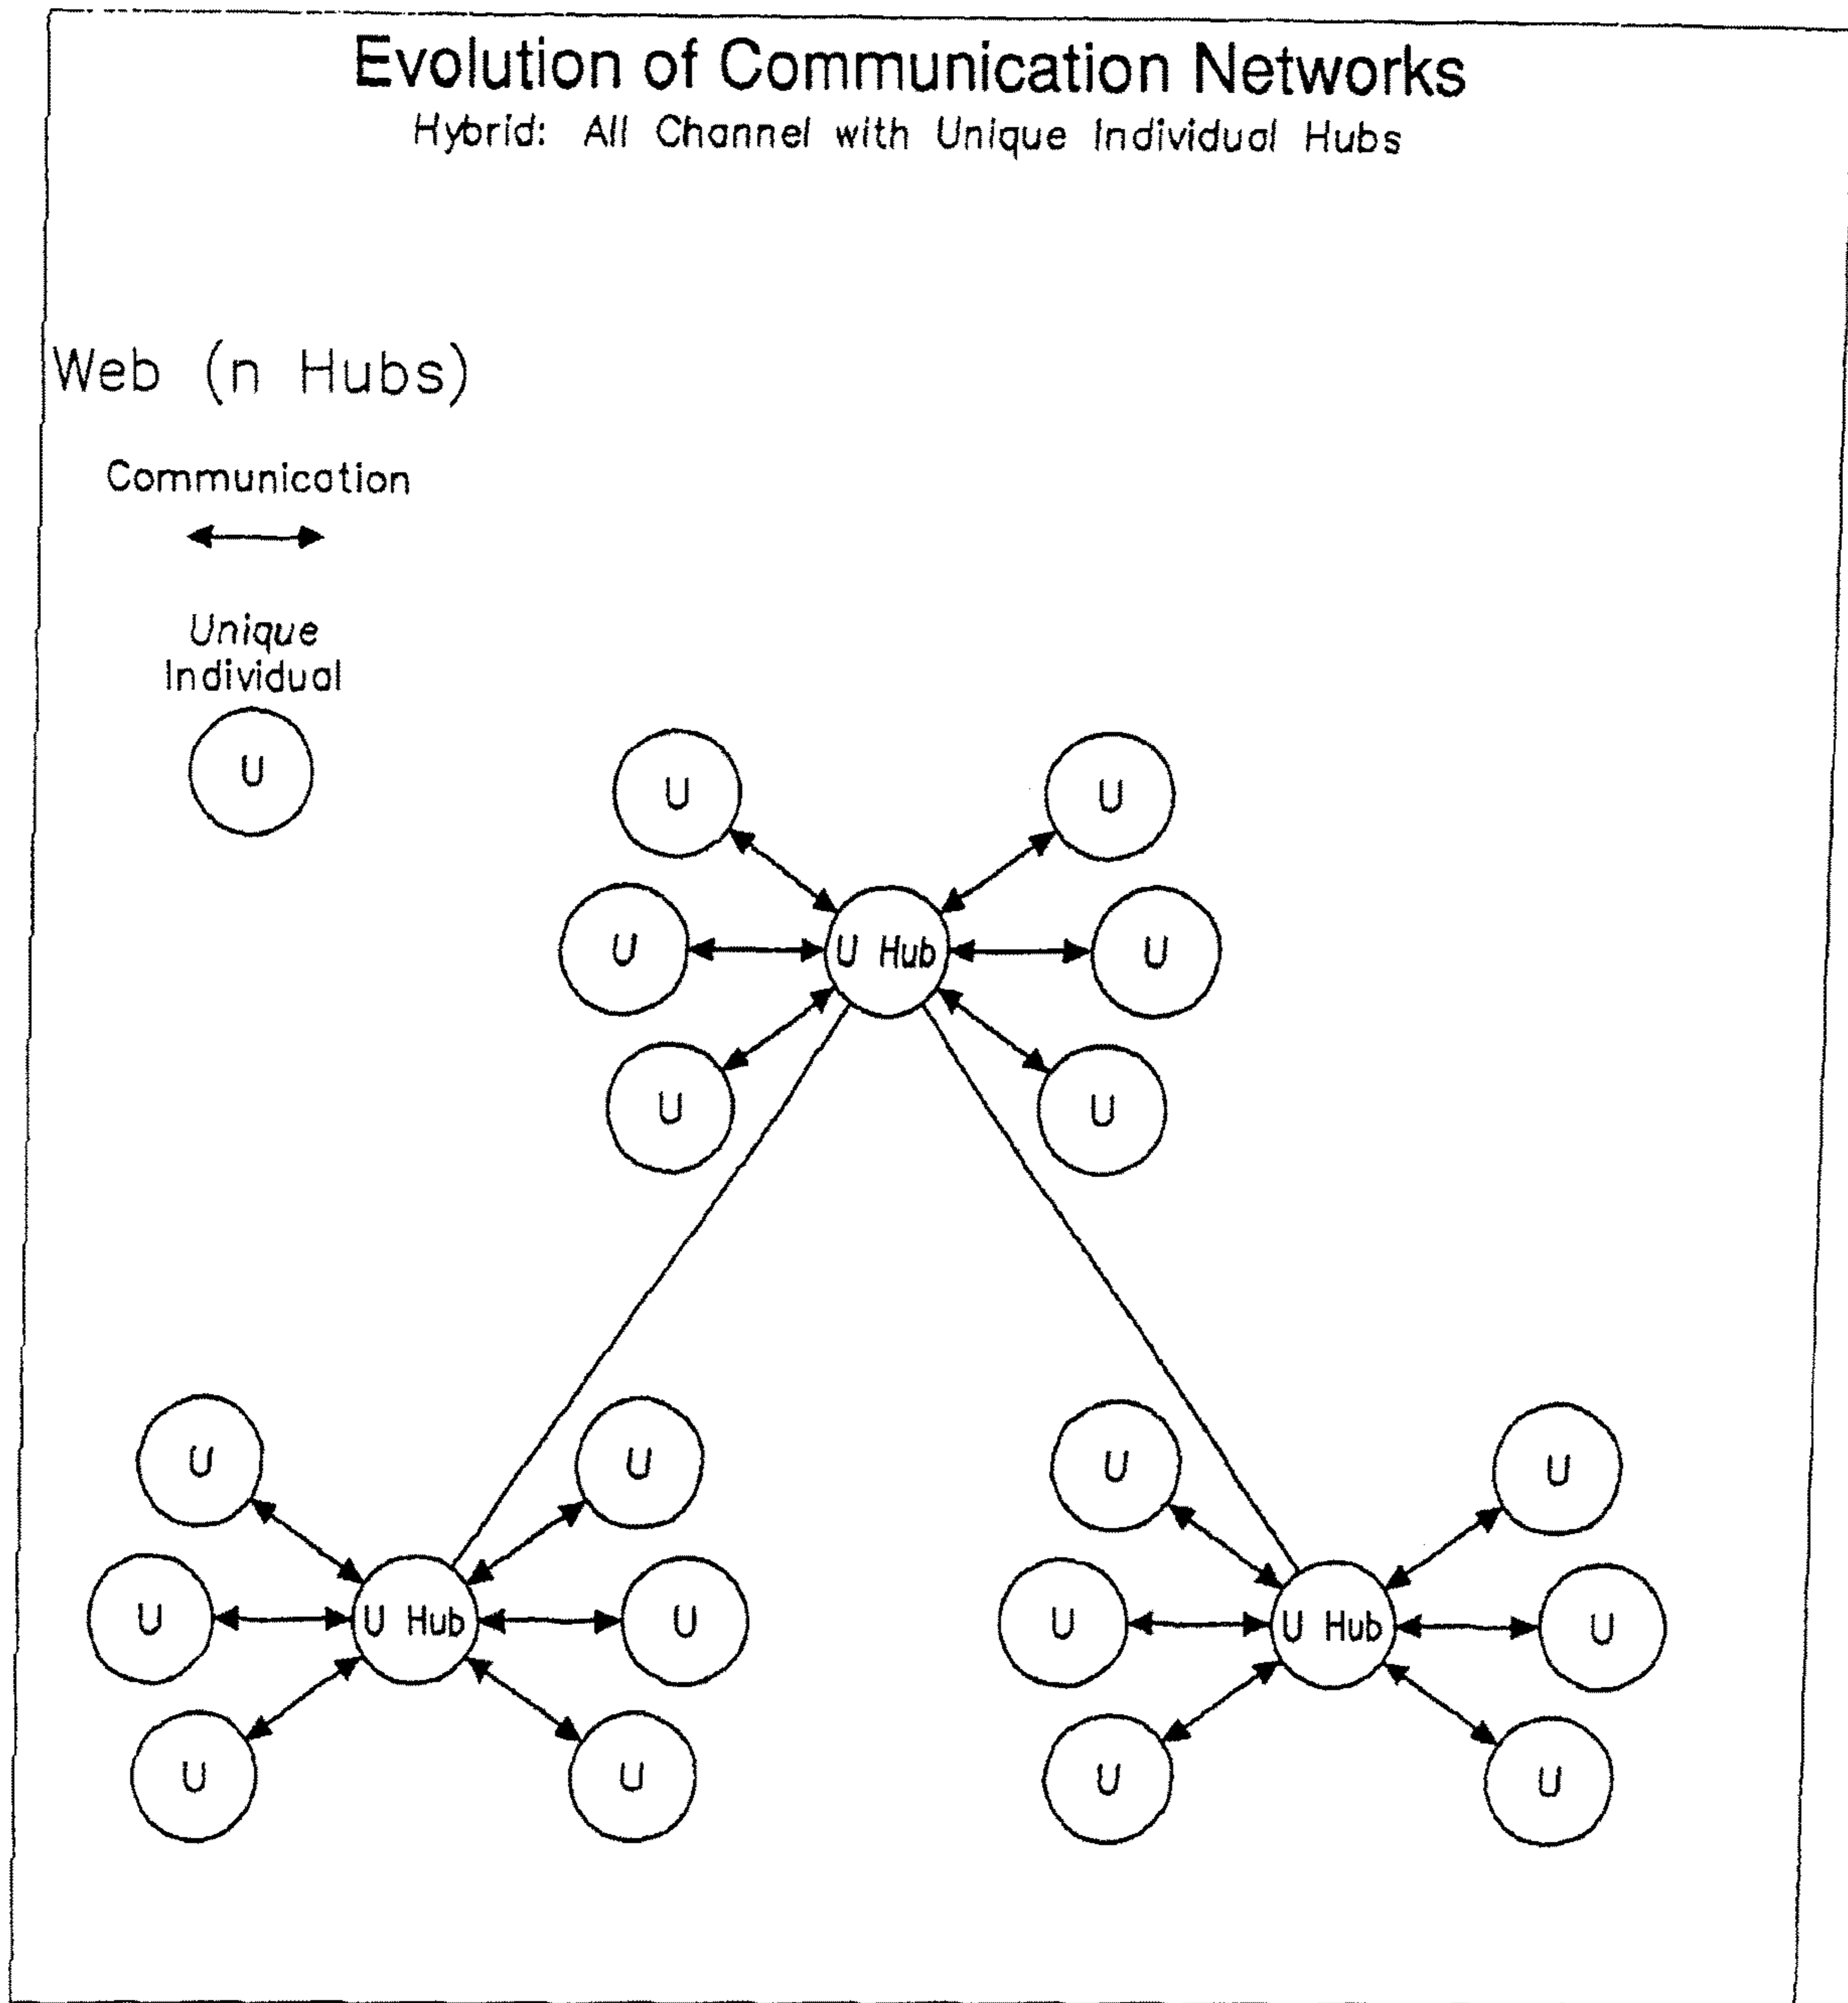 Evolution of Communication Networks
Hybrid: All Channel with Unique Individual Hubs
Web (n Hubs)
Communication
Unique
Individual
U
U
U
U
U Hub
U
U
U
U
U
U
U
U
U Hub
U
U
U Hub
U
U
U
U
U